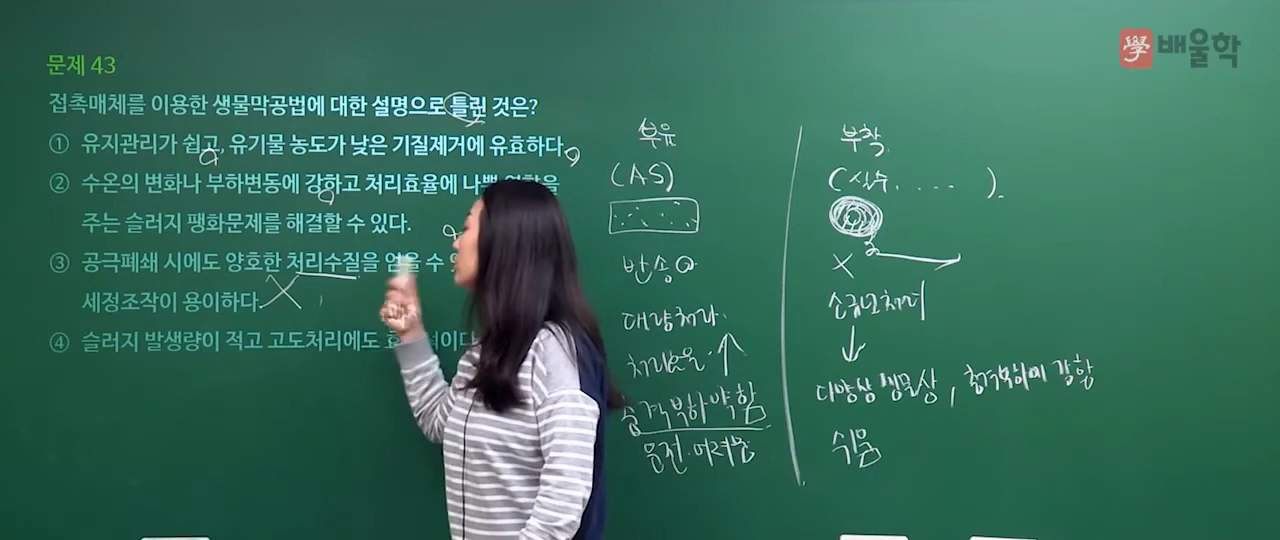 學 배울학
문제 43
접촉매체를 이용한 생물막공법에 대한 설명으로 틀린 것은?
① 유지관리가 쉽고, 유기물 농도가 낮은 기질제거에 유효하다.
② 수온의 변화나 부하변동에 강하고 처리효율에 나쁜 영향을
주는 슬러지 팽화문제를 해결할 수 있다.
③ 공극폐쇄 시에도 양호한 처리수질을 얻을 수
세정조작이 용이하다.
④ 슬러지 발생량이 적고 고도처리에도
부유
(AS)
반송 O
대량처리
처리효율 ↑
충격부하 약함
운전 어려움
부착
(살수 .... ).
X
소규모처리
↓
다양상 생물상, 충격부하에 강함
쉬움